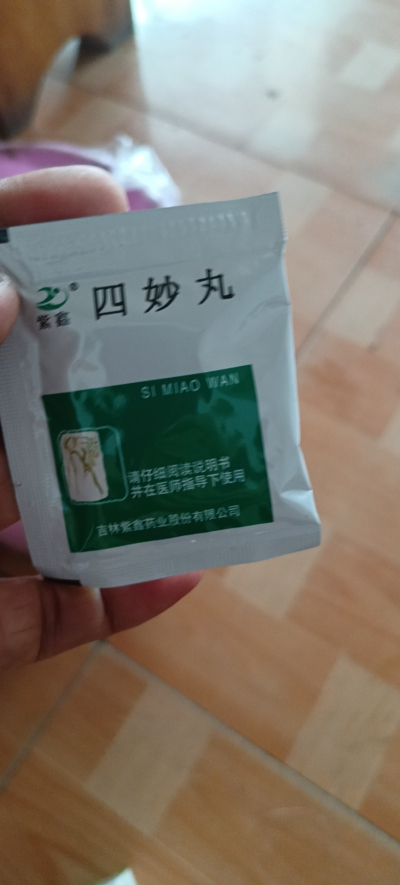 四妙丸
紫鑫
SI MIAO WAN
请仔细阅读说明书
并在医师指导下使用
吉林紫鑫药业股份有限公司